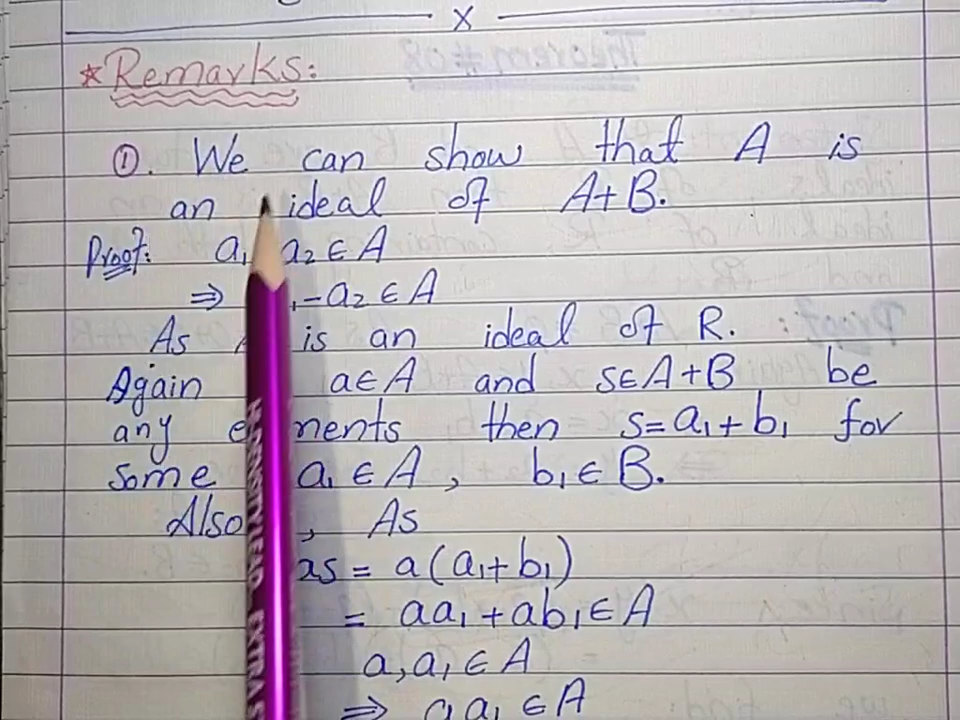 x
*Remarks:
①. We can show that A is
an ideal of A+B.
Proof: a₁ a₂ ∈ A
⇒ ₁-a₂ ∈ A
As is an ideal of R.
Again a∈A and s∈A+B be
any e nents then s=a₁+b₁ for
some a₁∈A, b₁∈B.
Also, As
as = a(a₁+b₁)
= aa₁+ab₁∈A
a,a₁∈A
⇒ aa₁∈A